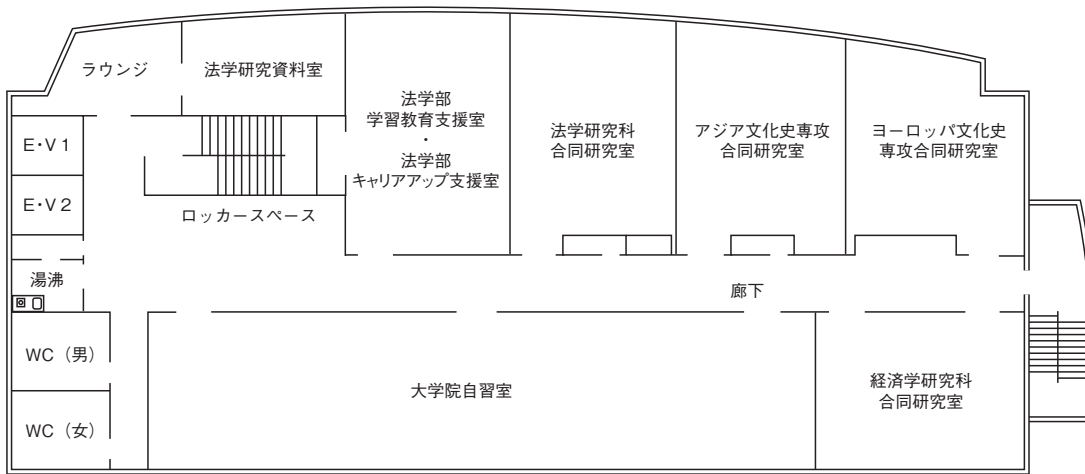 ラウンジ
法学研究資料室
法学部
学習教育支援室
・
法学部
キャリアアップ支援室
法学研究科
合同研究室
アジア文化史専攻
合同研究室
ヨーロッパ文化史
専攻合同研究室
E・V1
E・V2
ロッカースペース
湯沸
廊下
WC（男）
WC（女）
大学院自習室
経済学研究科
合同研究室